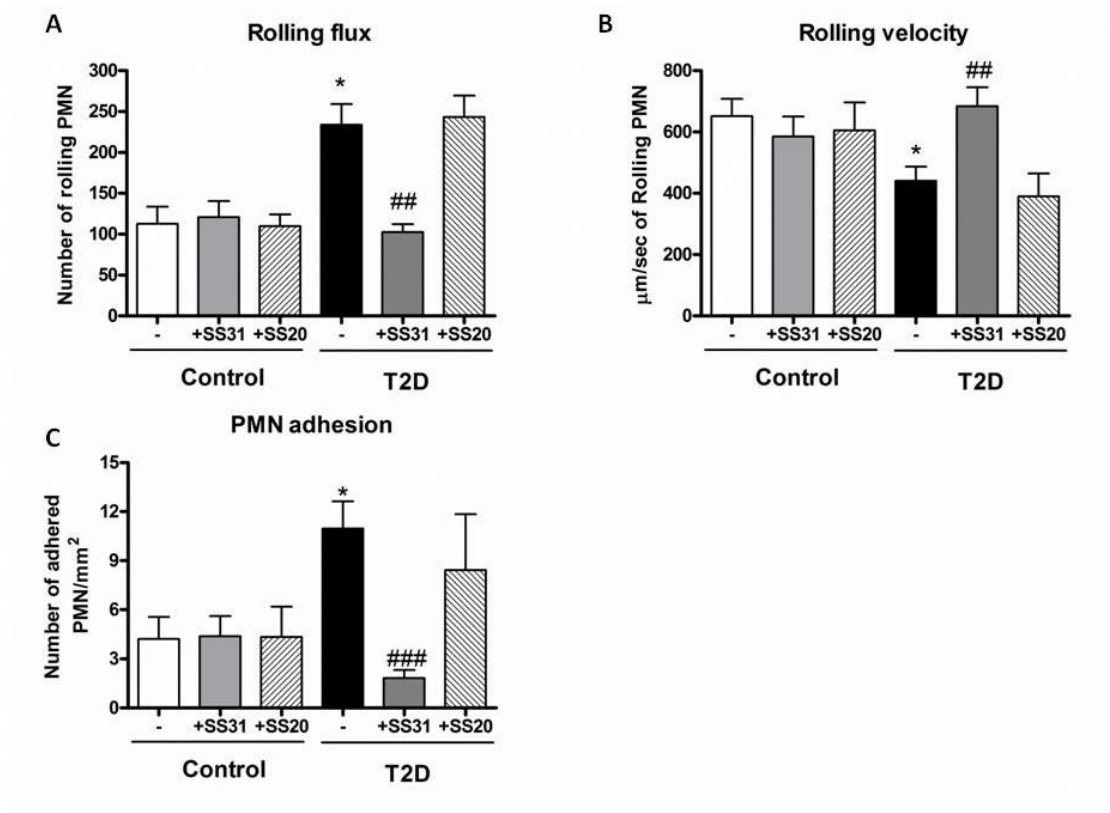 A
Rolling flux
Number of rolling PMN
300
250
200
150
100
50
0
*
##
- +SS31 +SS20 - +SS31 +SS20
Control T2D
B
Rolling velocity
μm/sec of Rolling PMN
800
600
400
200
0
*
##
- +SS31 +SS20 - +SS31 +SS20
Control T2D
C
PMN adhesion
Number of adhered
PMN/mm²
15
12
9
6
3
0
*
###
- +SS31 +SS20 - +SS31 +SS20
Control T2D